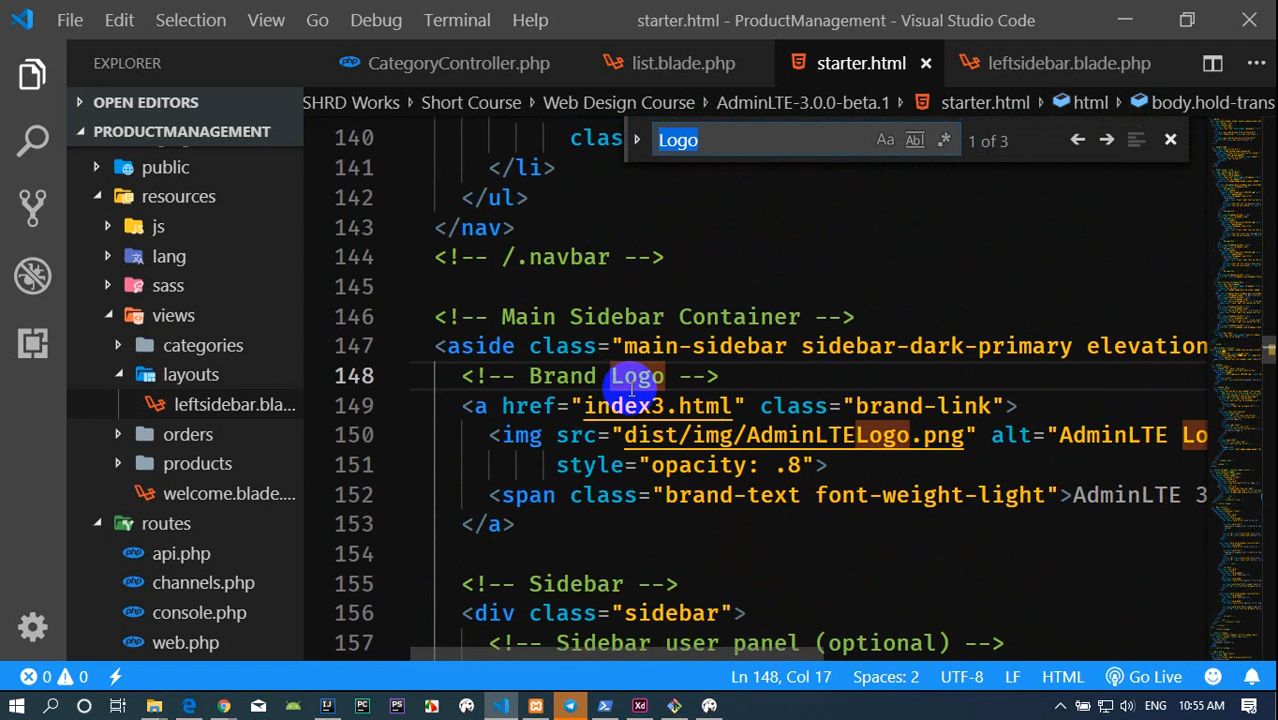 File Edit Selection View Go Debug Terminal Help starter.html - ProductManagement - Visual Studio Code
EXPLORER
CategoryController.php list.blade.php starter.html leftsidebar.blade.php
OPEN EDITORS
SHRD Works > Short Course > Web Design Course > AdminLTE-3.0.0-beta.1 > starter.html > html > body.hold-trans
PRODUCTMANAGEMENT
Logo Aa Abl 1 of 3
public
resources
js
lang
sass
views
categories
layouts
leftsidebar.bla...
orders
products
welcome.blade....
routes
api.php
channels.php
console.php
web.php
140 clas
141 </li>
142 </ul>
143 </nav>
144 <!-- /.navbar -->
145
146 <!-- Main Sidebar Container -->
147 <aside class="main-sidebar sidebar-dark-primary elevation
148 <!-- Brand Logo -->
149 <a href="index3.html" class="brand-link">
150 <img src="dist/img/AdminLTELogo.png" alt="AdminLTE Lo
151 style="opacity: .8">
152 <span class="brand-text font-weight-light">AdminLTE 3
153 </a>
154
155 <!-- Sidebar -->
156 <div class="sidebar">
157 <!-- Sidebar user panel (optional) -->
0 0 Ln 148, Col 17 Spaces: 2 UTF-8 LF HTML Go Live
ENG 10:55 AM